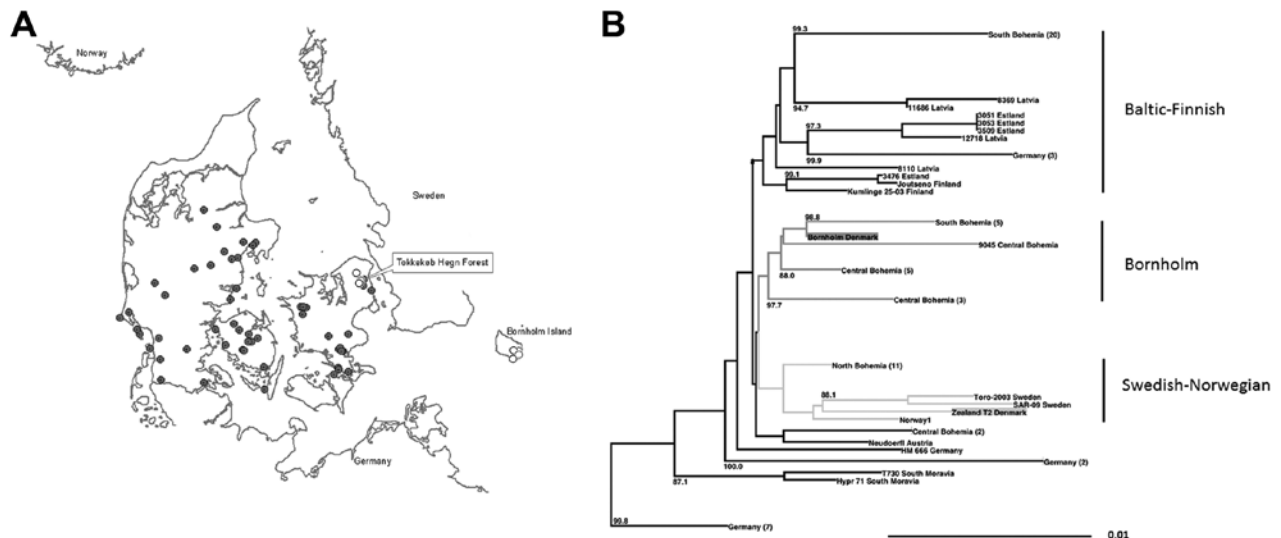 A
Norway
Sweden
Tokkekøb Hegn Forest
Bornholm Island
Germany
B
99.3
South Bohemia (20)
94.7
8369 Latvia
11686 Latvia
97.3
3051 Estland
3053 Estland
3509 Estland
12718 Latvia
99.9
Germany (3)
8110 Latvia
99.1
3476 Estland
Joutseno Finland
Kumlinge 25-03 Finland
Baltic-Finnish
98.8
South Bohemia (5)
Bornholm Denmark
9045 Central Bohemia
88.0
Central Bohemia (5)
97.7
Central Bohemia (3)
Bornholm
North Bohemia (11)
88.1
Toro-2003 Sweden
SAR-09 Sweden
Zealand T2 Denmark
Norway1
Swedish-Norwegian
Central Bohemia (2)
Neudoerfl Austria
HM 666 Germany
100.0
Germany (2)
87.1
T730 South Moravia
Hypr 71 South Moravia
99.8
Germany (7)
0.01